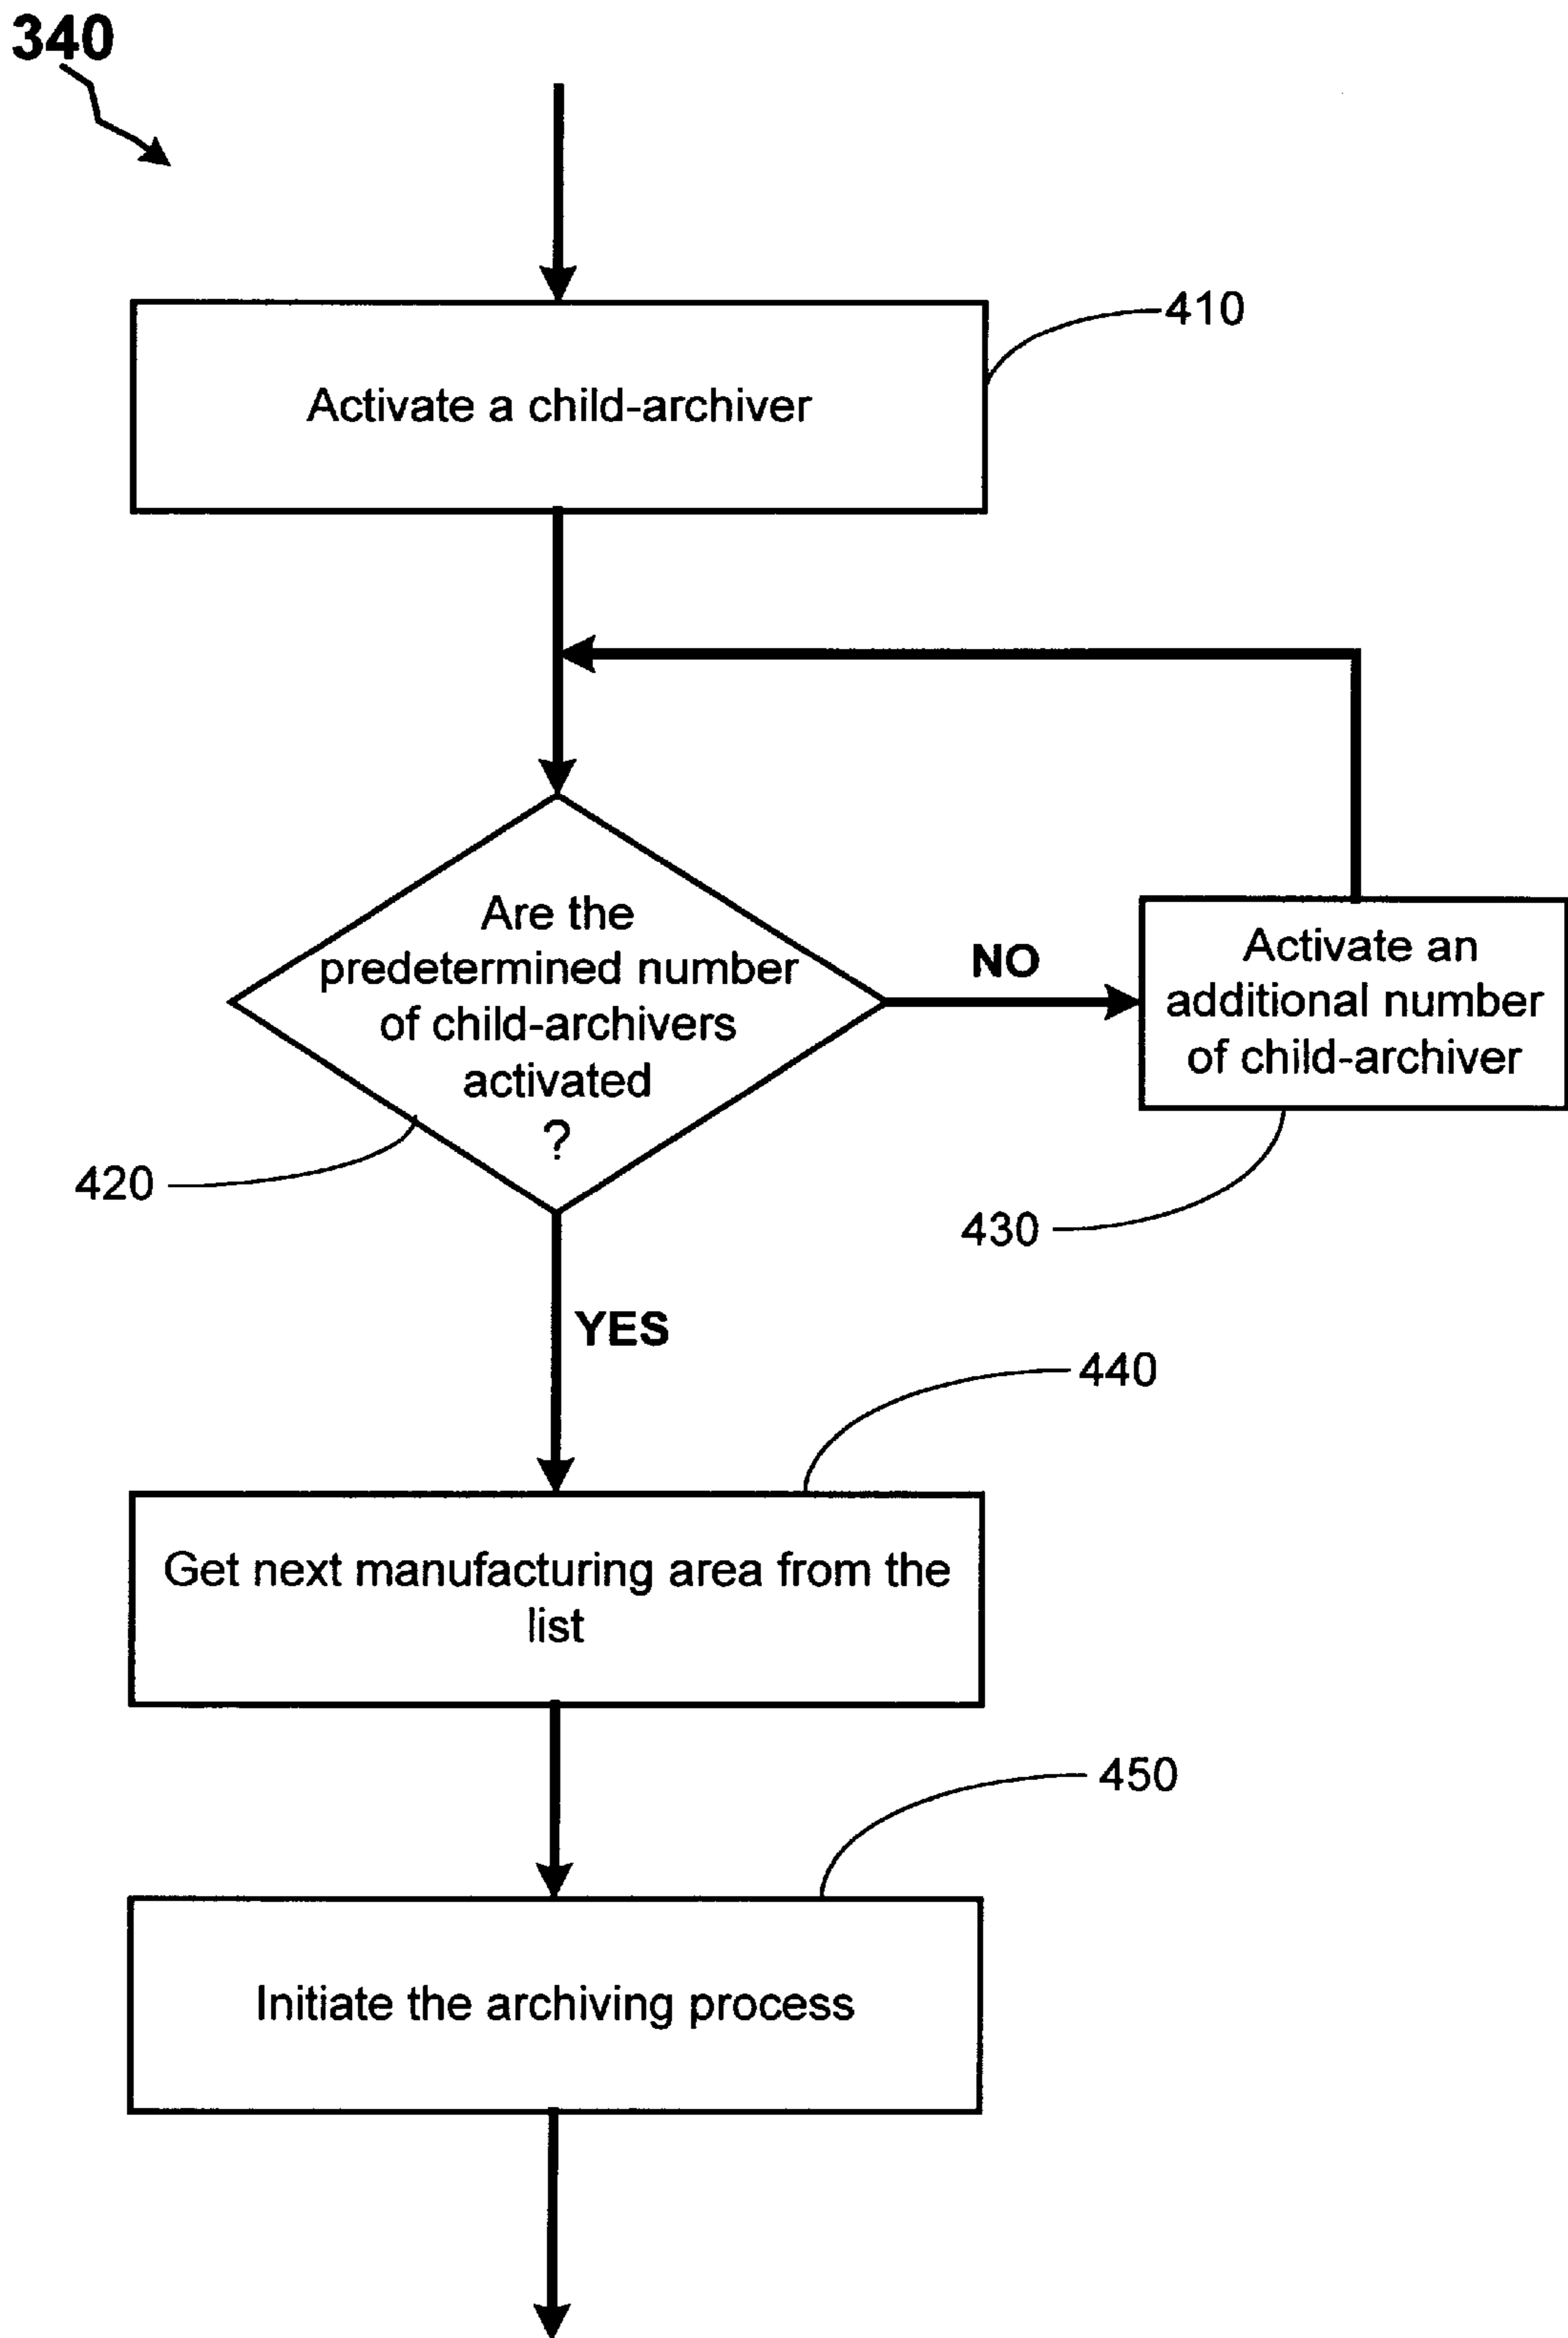 340
410
Activate a child-archiver
Are the
predetermined number
of child-archivers
activated
?
NO
Activate an
additional number
of child-archiver
420
430
YES
440
Get next manufacturing area from the
list
450
Initiate the archiving process